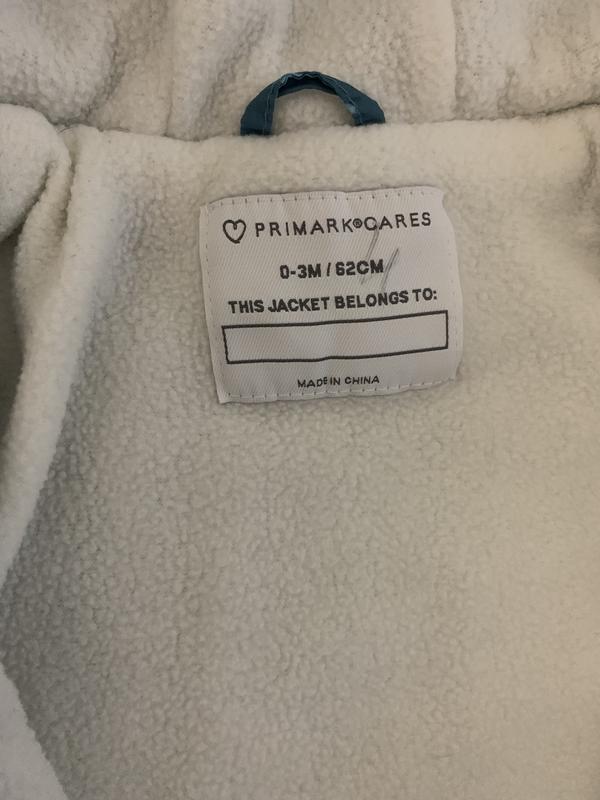 PRIMARK®CARES
0-3M / 62CM
THIS JACKET BELONGS TO:
MADE IN CHINA